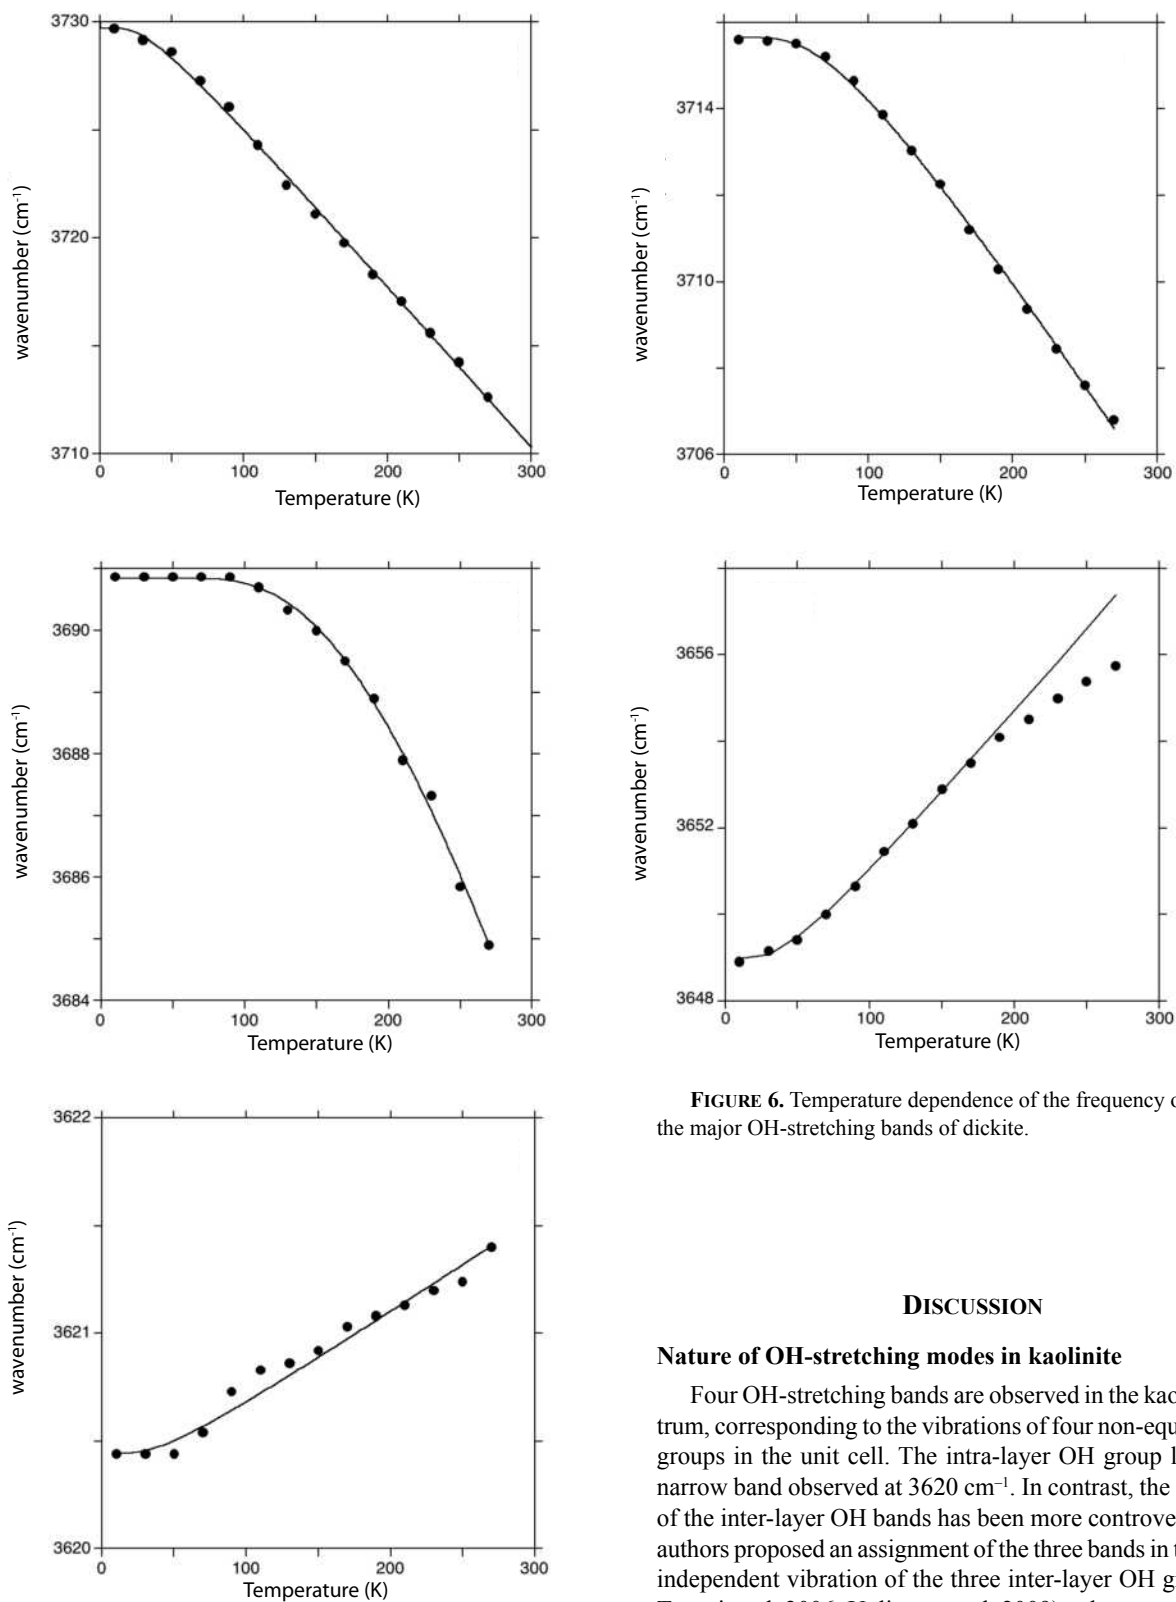 3730
3720
3710
wavenumber (cm⁻¹)
0 100 200 300
Temperature (K)
3714
3710
3706
wavenumber (cm⁻¹)
0 100 200 300
Temperature (K)
3690
3688
3686
3684
wavenumber (cm⁻¹)
0 100 200 300
Temperature (K)
3656
3652
3648
wavenumber (cm⁻¹)
0 100 200 300
Temperature (K)
3622
3621
3620
wavenumber (cm⁻¹)
0 100 200 300
Temperature (K)
FIGURE 6. Temperature dependence of the frequency
the major OH-stretching bands of dickite.
DISCUSSION
Nature of OH-stretching modes in kaolinite
Four OH-stretching bands are observed in the
trum, corresponding to the vibrations of four
groups in the unit cell. The intra-layer OH group
narrow band observed at 3620 cm⁻¹. In contrast, the
of the inter-layer OH bands has been more
authors proposed an assignment of the three bands in
independent vibration of the three inter-layer OH